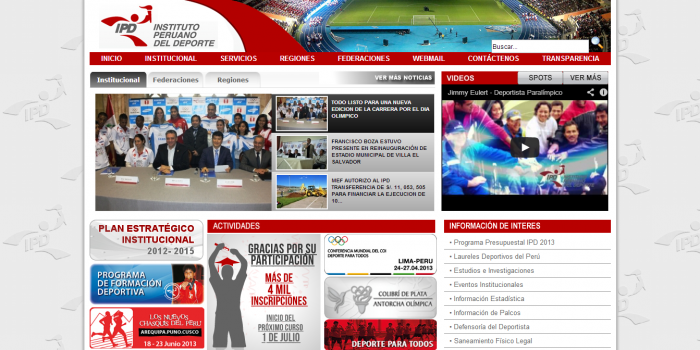 IPD
INSTITUTO
PERUANO
DEL DEPORTE
Buscar...
INICIO
INSTITUCIONAL
SERVICIOS
REGIONES
FEDERACIONES
WEBMAIL
CONTÁCTENOS
TRANSPARENCIA
Institucional
Federaciones
Regiones
VER MÁS NOTICIAS
TODO LISTO PARA UNA NUEVA
EDICION DE LA CARRERA POR EL DIA
OLIMPICO
FRANCISCO BOZA ESTUVO
PRESENTE EN REINAUGURACIÓN DE
ESTADIO MUNICIPAL DE VILLA EL
SALVADOR
MEF AUTORIZO AL IPD
TRANSFERENCIA DE S/. 11, 053, 505
PARA FINANCIAR LA EJECUCION DE
10...
VIDEOS
SPOTS
VER MÁS
Jimmy Eulert - Deportista Paralímpico
IPD
PLAN ESTRATÉGICO
INSTITUCIONAL
2012- 2015
PROGRAMA
DE FORMACIÓN
DEPORTIVA
LOS NUEVOS
CHASQUIS DEL PERÚ
AREQUIPA.PUNO.CUSCO
18 - 23 Junio 2013
ACTIVIDADES
GRACIAS POR SU
PARTICIPACIÓN
MÁS DE
4 MIL
INSCRIPCIONES
INICIO DEL
PRÓXIMO CURSO
1 DE JULIO
CONFERENCIA MUNDIAL DEL COI
DEPORTE PARA TODOS
LIMA-PERU
24-27.04.2013
COLIBRÍ DE PLATA
ANTORCHA OLÍMPICA
DEPORTE PARA TODOS
INFORMACIÓN DE INTERES
• Programa Presupuestal IPD 2013
• Laureles Deportivos del Perú
• Estudios e Investigaciones
• Eventos Institucionales
• Información Estadística
• Información de Palcos
• Defensoría del Deportista
• Saneamiento Físico Legal